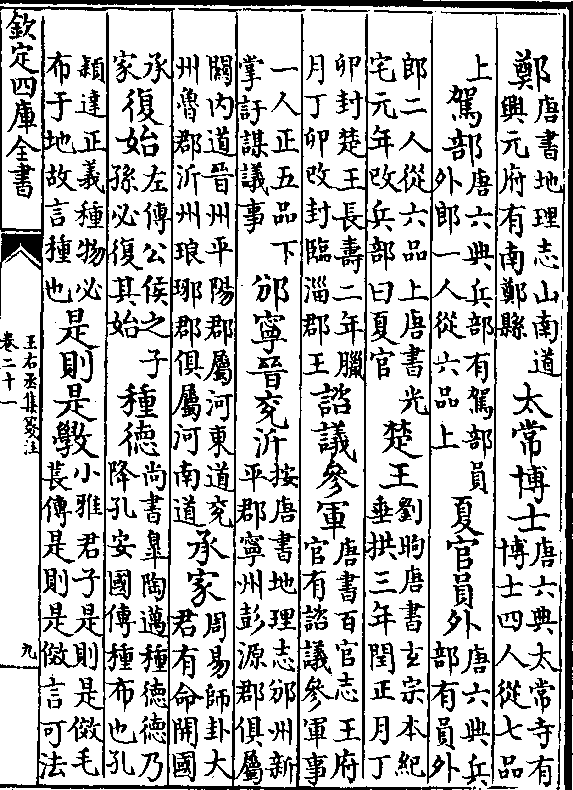 鄭唐書地理志山南道興元府有南鄭縣太常博士唐六典太常寺有博士四人從七品
上駕部唐六典兵部有駕部員外郎一人從六品上夏官員外唐六典兵部有員外
郎二人從六品上唐書光宅元年改兵部曰夏官楚王劉昫唐書玄宗本紀垂拱三年閏正月丁
卯封楚王長壽二年臘月丁卯改封臨淄郡王諮議參軍唐書百官志王府官有諮議參軍事
一人正五品下掌訏謀議事邠寧晉兖沂按唐書地理志邠州新平郡寧州彭源郡俱屬
關内道晉州平陽郡屬河東道兖州魯郡沂州琅琊郡俱屬河南道承家周易師卦大君有命開國
承家復始左傳公侯之子孫必復其始種德尚書臯陶邁種德德乃降孔安國傳種布也孔
穎達正義種物必布于地故言種也是則是斆小雅君子是則是傚毛萇傳是則是傚言可法
欽定四庫全書
王右丞集箋注
卷二十一
九